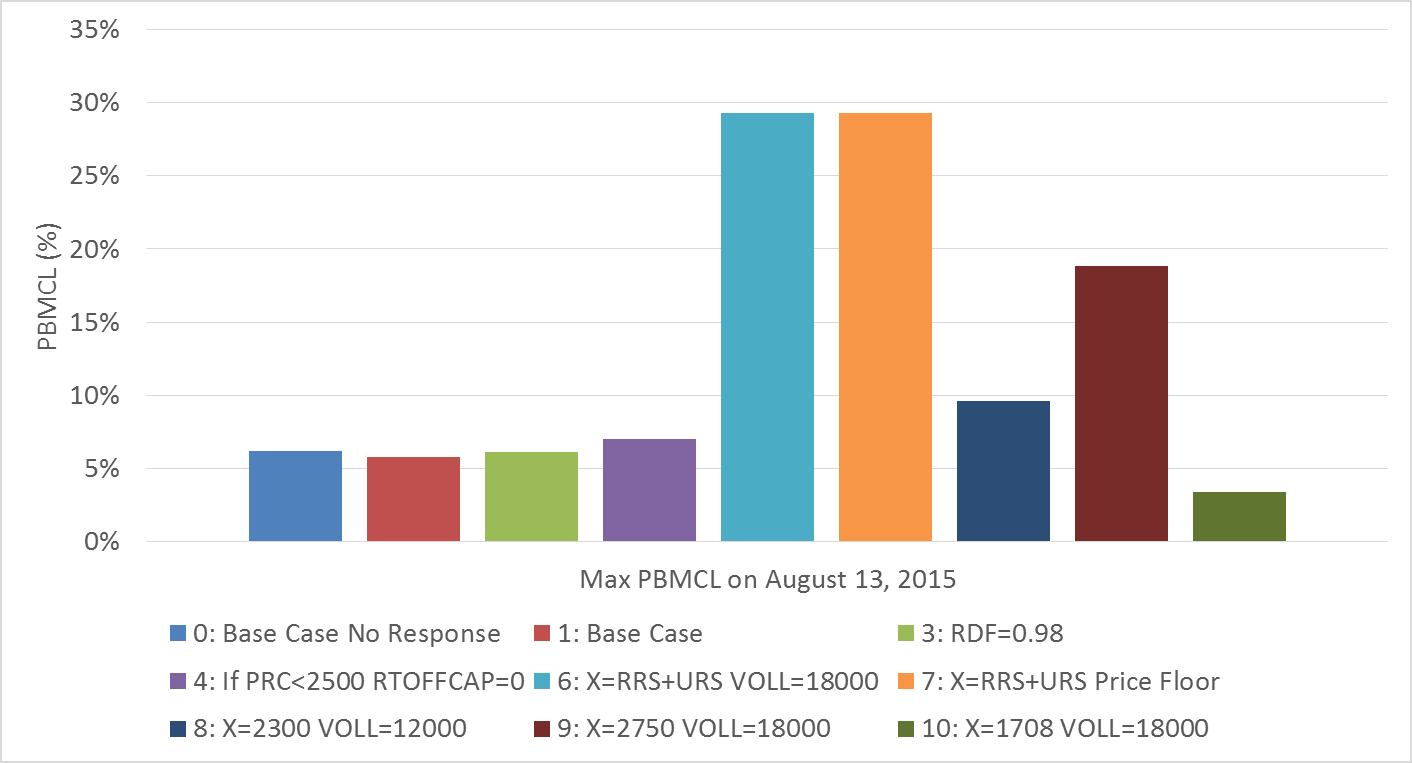 35%
30%
25%
20%
15%
10%
5%
0%
PBMCL (%)
Max PBMCL on August 13, 2015
0: Base Case No Response
1: Base Case
3: RDF=0.98
4: If PRC<2500 RTOFFCAP=0
6: X=RRS+URS VOLL=18000
7: X=RRS+URS Price Floor
8: X=2300 VOLL=12000
9: X=2750 VOLL=18000
10: X=1708 VOLL=18000